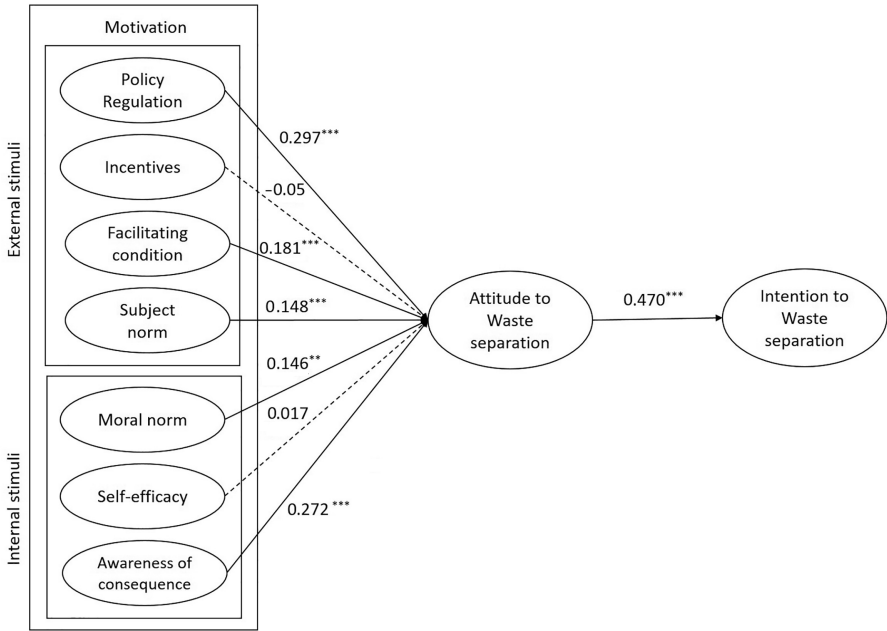 Motivation
External stimuli
Policy
Regulation
Incentives
Facilitating
condition
Subject
norm
Internal stimuli
Moral norm
Self-efficacy
Awareness of
consequence
0.297***
–0.05
0.181***
0.148***
0.146**
0.017
0.272 ***
Attitude to
Waste
separation
0.470***
Intention to
Waste
separation